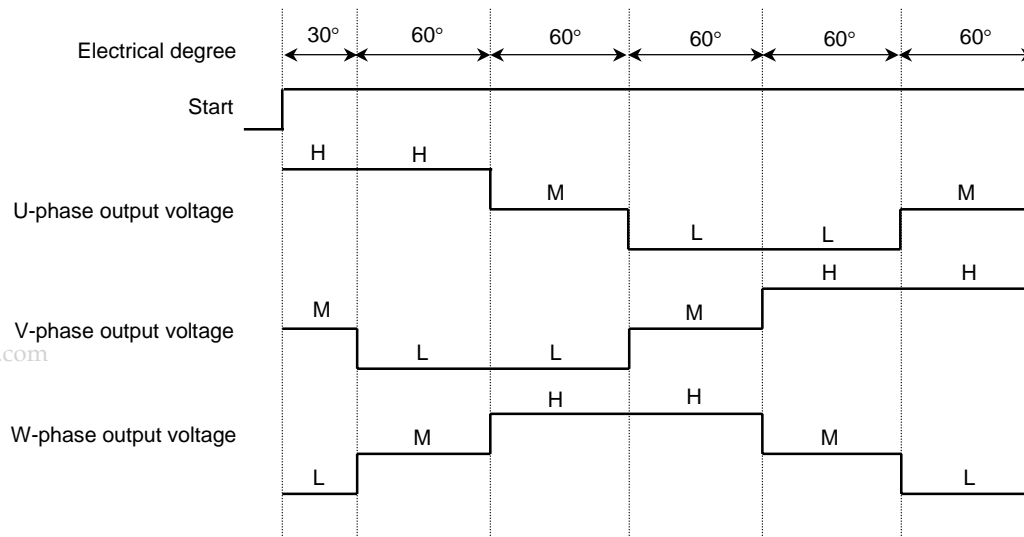 30° 60° 60° 60° 60° 60°
Electrical degree
Start
H H M L L M
U-phase output voltage
M L L M H H
V-phase output voltage
.com
L M H H M L
W-phase output voltage